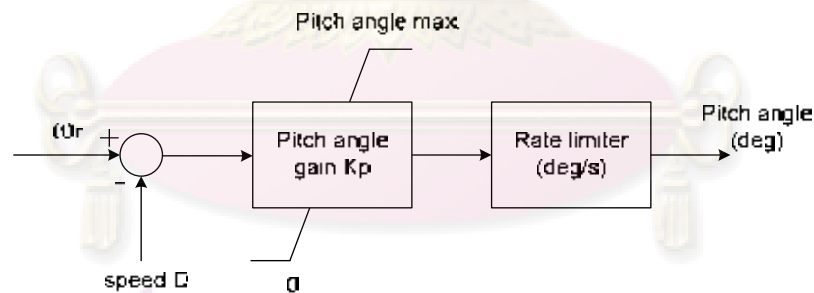 Pitch angle max
ωr
+
-
Pitch angle
gain Kp
Rate limiter
(deg/s)
Pitch angle
(deg)
speed D
0